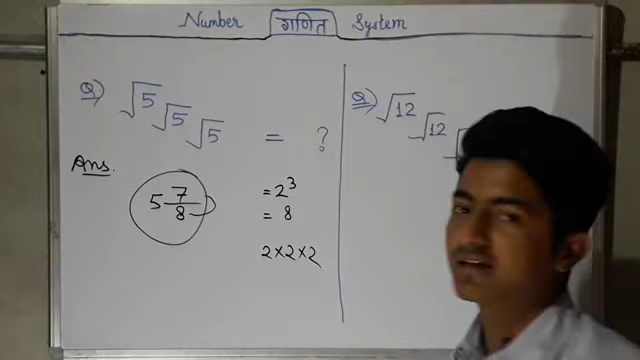 Number गणित System
Q) √5 √5 √5 = ?
Ans.
5 7/8
= 2³
= 8
2×2×2
Q) √12 √12 √